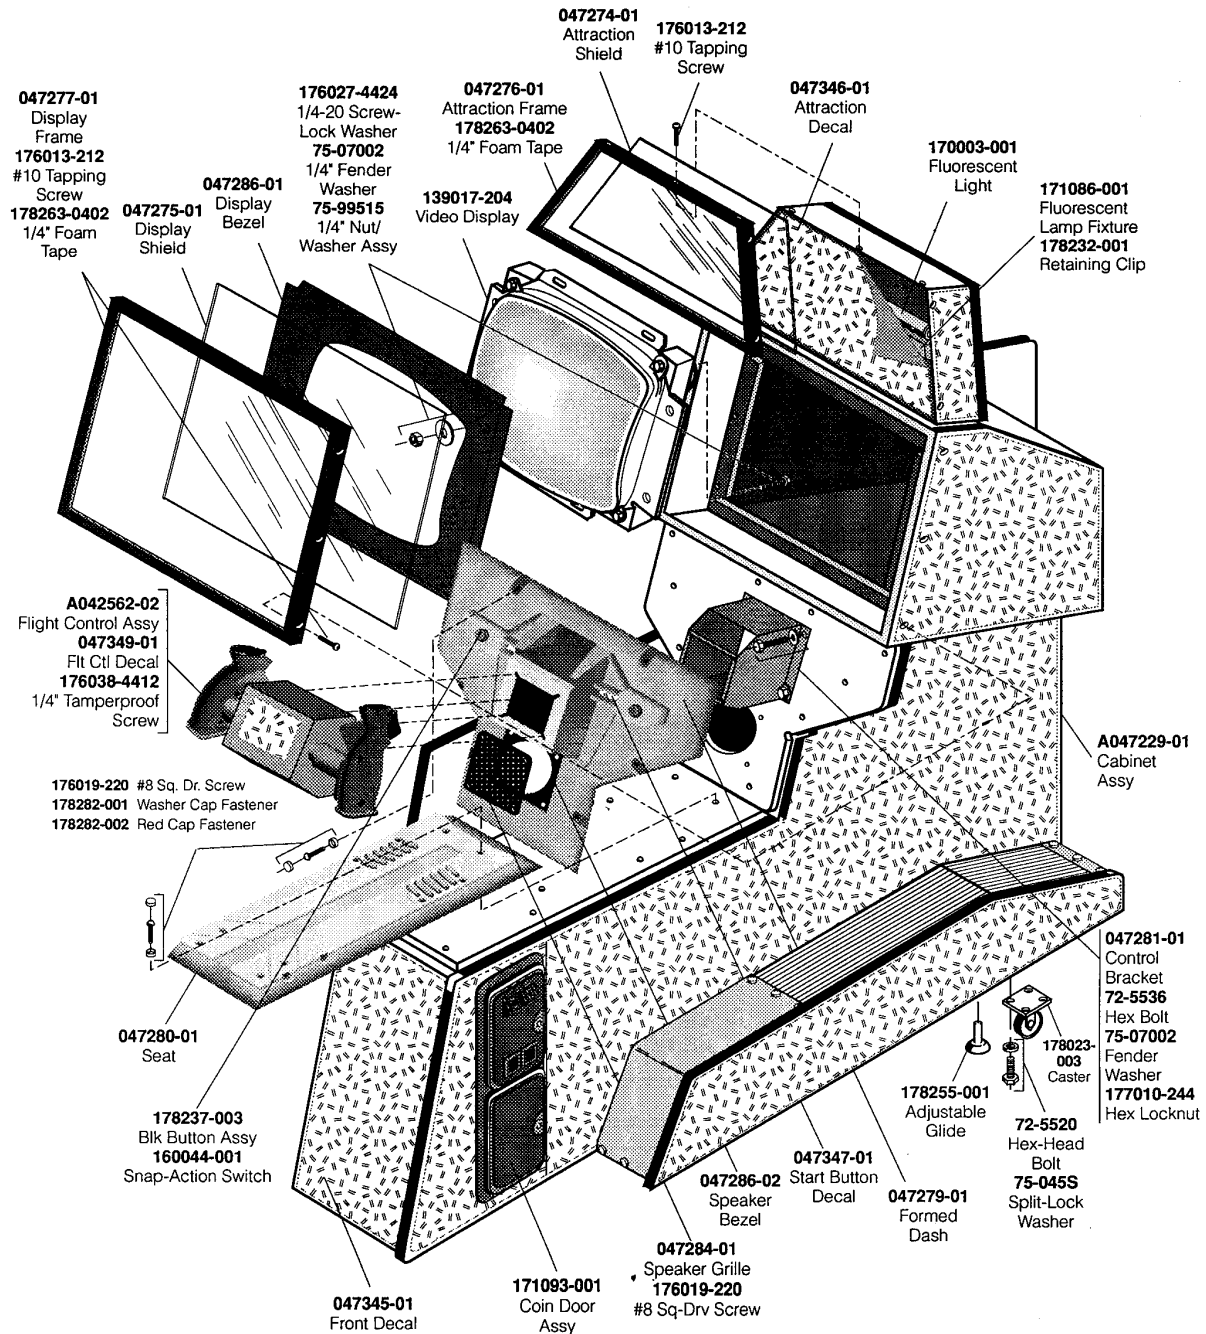 047274-01
Attraction
Shield
176013-212
#10 Tapping
Screw
047277-01
Display
Frame
176013-212
#10 Tapping
Screw
178263-0402
1/4" Foam
Tape
047275-01
Display
Shield
047286-01
Display
Bezel
176027-4424
1/4-20 Screw-
Lock Washer
75-07002
1/4" Fender
Washer
75-99515
1/4" Nut/
Washer Assy
047276-01
Attraction Frame
178263-0402
1/4" Foam Tape
139017-204
Video Display
047346-01
Attraction
Decal
170003-001
Fluorescent
Light
171086-001
Fluorescent
Lamp Fixture
178232-001
Retaining Clip
A042562-02
Flight Control Assy
047349-01
Flt Ctl Decal
176038-4412
1/4" Tamperproof
Screw
176019-220 #8 Sq. Dr. Screw
178282-001 Washer Cap Fastener
178282-002 Red Cap Fastener
A047229-01
Cabinet
Assy
047280-01
Seat
178237-003
Blk Button Assy
160044-001
Snap-Action Switch
047345-01
Front Decal
171093-001
Coin Door
Assy
047284-01
Speaker Grille
176019-220
#8 Sq-Drv Screw
047286-02
Speaker
Bezel
047347-01
Start Button
Decal
047279-01
Formed
Dash
178255-001
Adjustable
Glide
178023-
003
Caster
72-5520
Hex-Head
Bolt
75-045S
Split-Lock
Washer
047281-01
Control
Bracket
72-5536
Hex Bolt
75-07002
Fender
Washer
177010-244
Hex Locknut